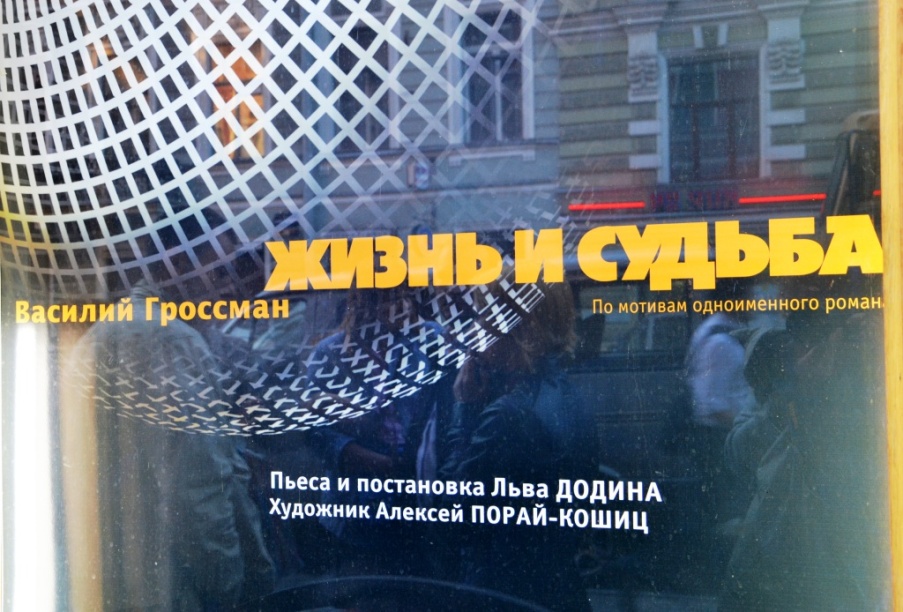 ЖИЗНЬ И СУДЬБА
Василий Гроссман
По мотивам одноименного роман
Пьеса и постановка Льва ДОДИНА
Художник Алексей ПОРАЙ-КОШИЦ